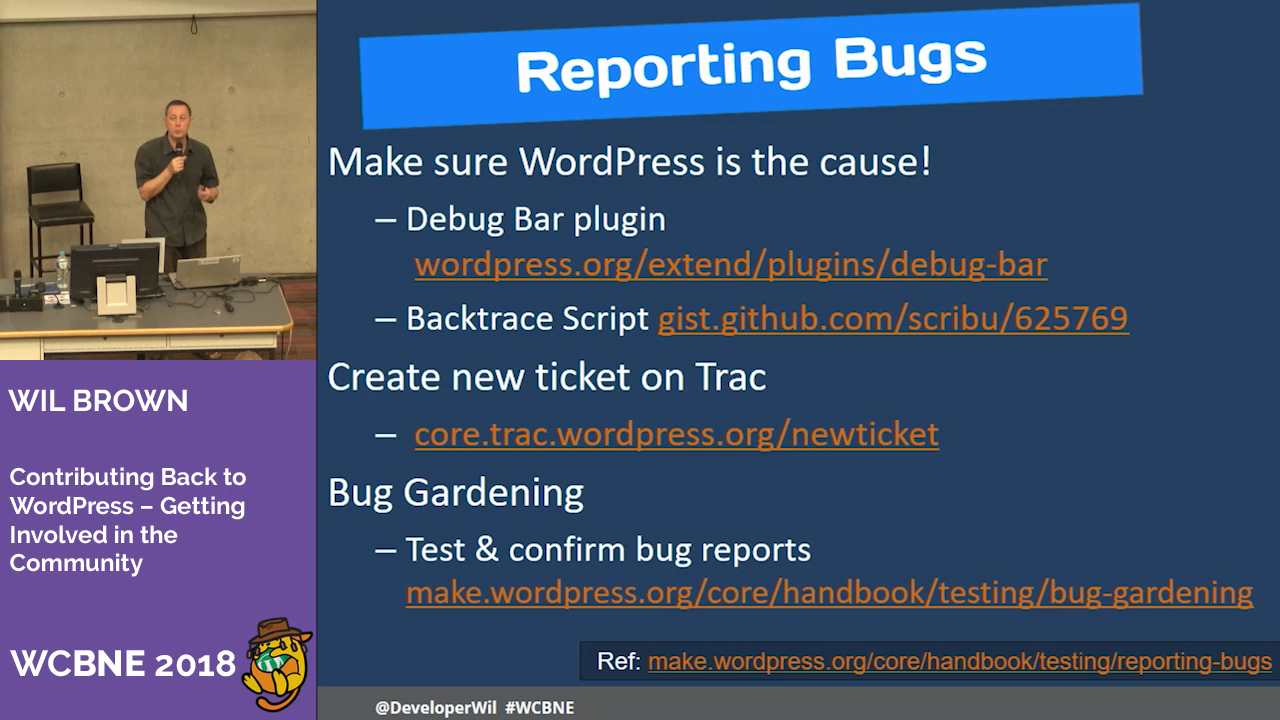 Reporting Bugs
Make sure WordPress is the cause!
– Debug Bar plugin
wordpress.org/extend/plugins/debug-bar
– Backtrace Script gist.github.com/scribu/625769
Create new ticket on Trac
– core.trac.wordpress.org/newticket
Bug Gardening
– Test & confirm bug reports
make.wordpress.org/core/handbook/testing/bug-gardening
Ref: make.wordpress.org/core/handbook/testing/reporting-bugs
@DeveloperWil #WCBNE
WIL BROWN
Contributing Back to
WordPress – Getting
Involved in the
Community
WCBNE 2018